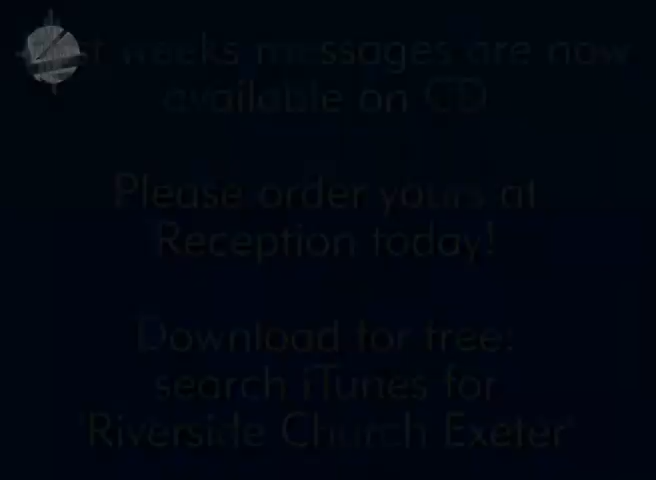 weeks messages are now
available on CD
Please order yours at
Reception today!
Download for free:
search iTunes for
'Riverside Church Exeter'